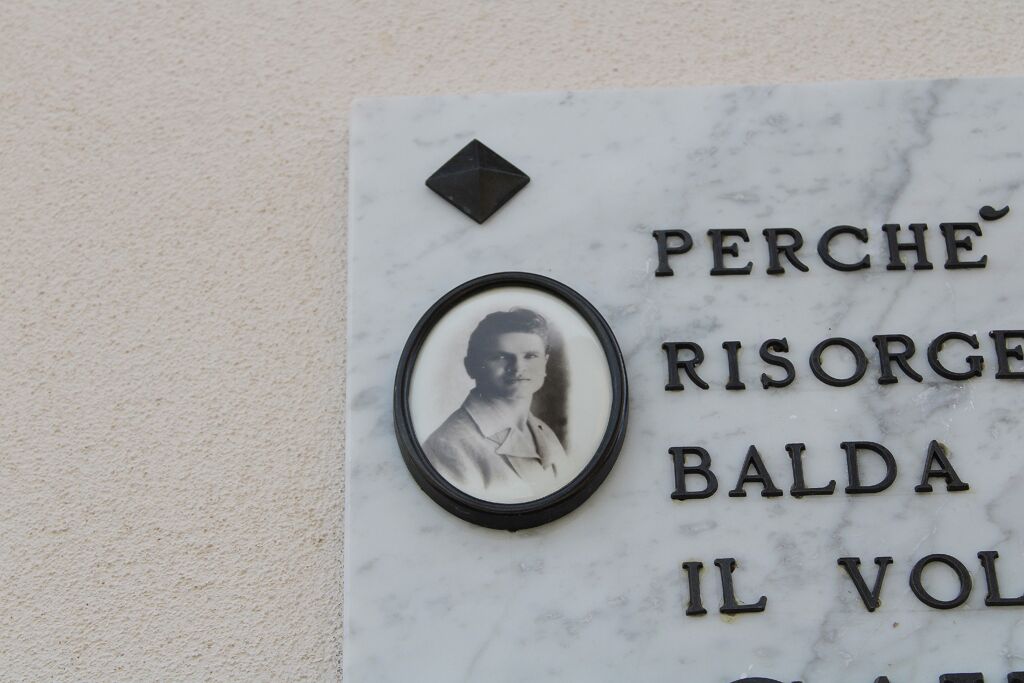 PERCHE`
RISORGE
BALDA
IL VOL